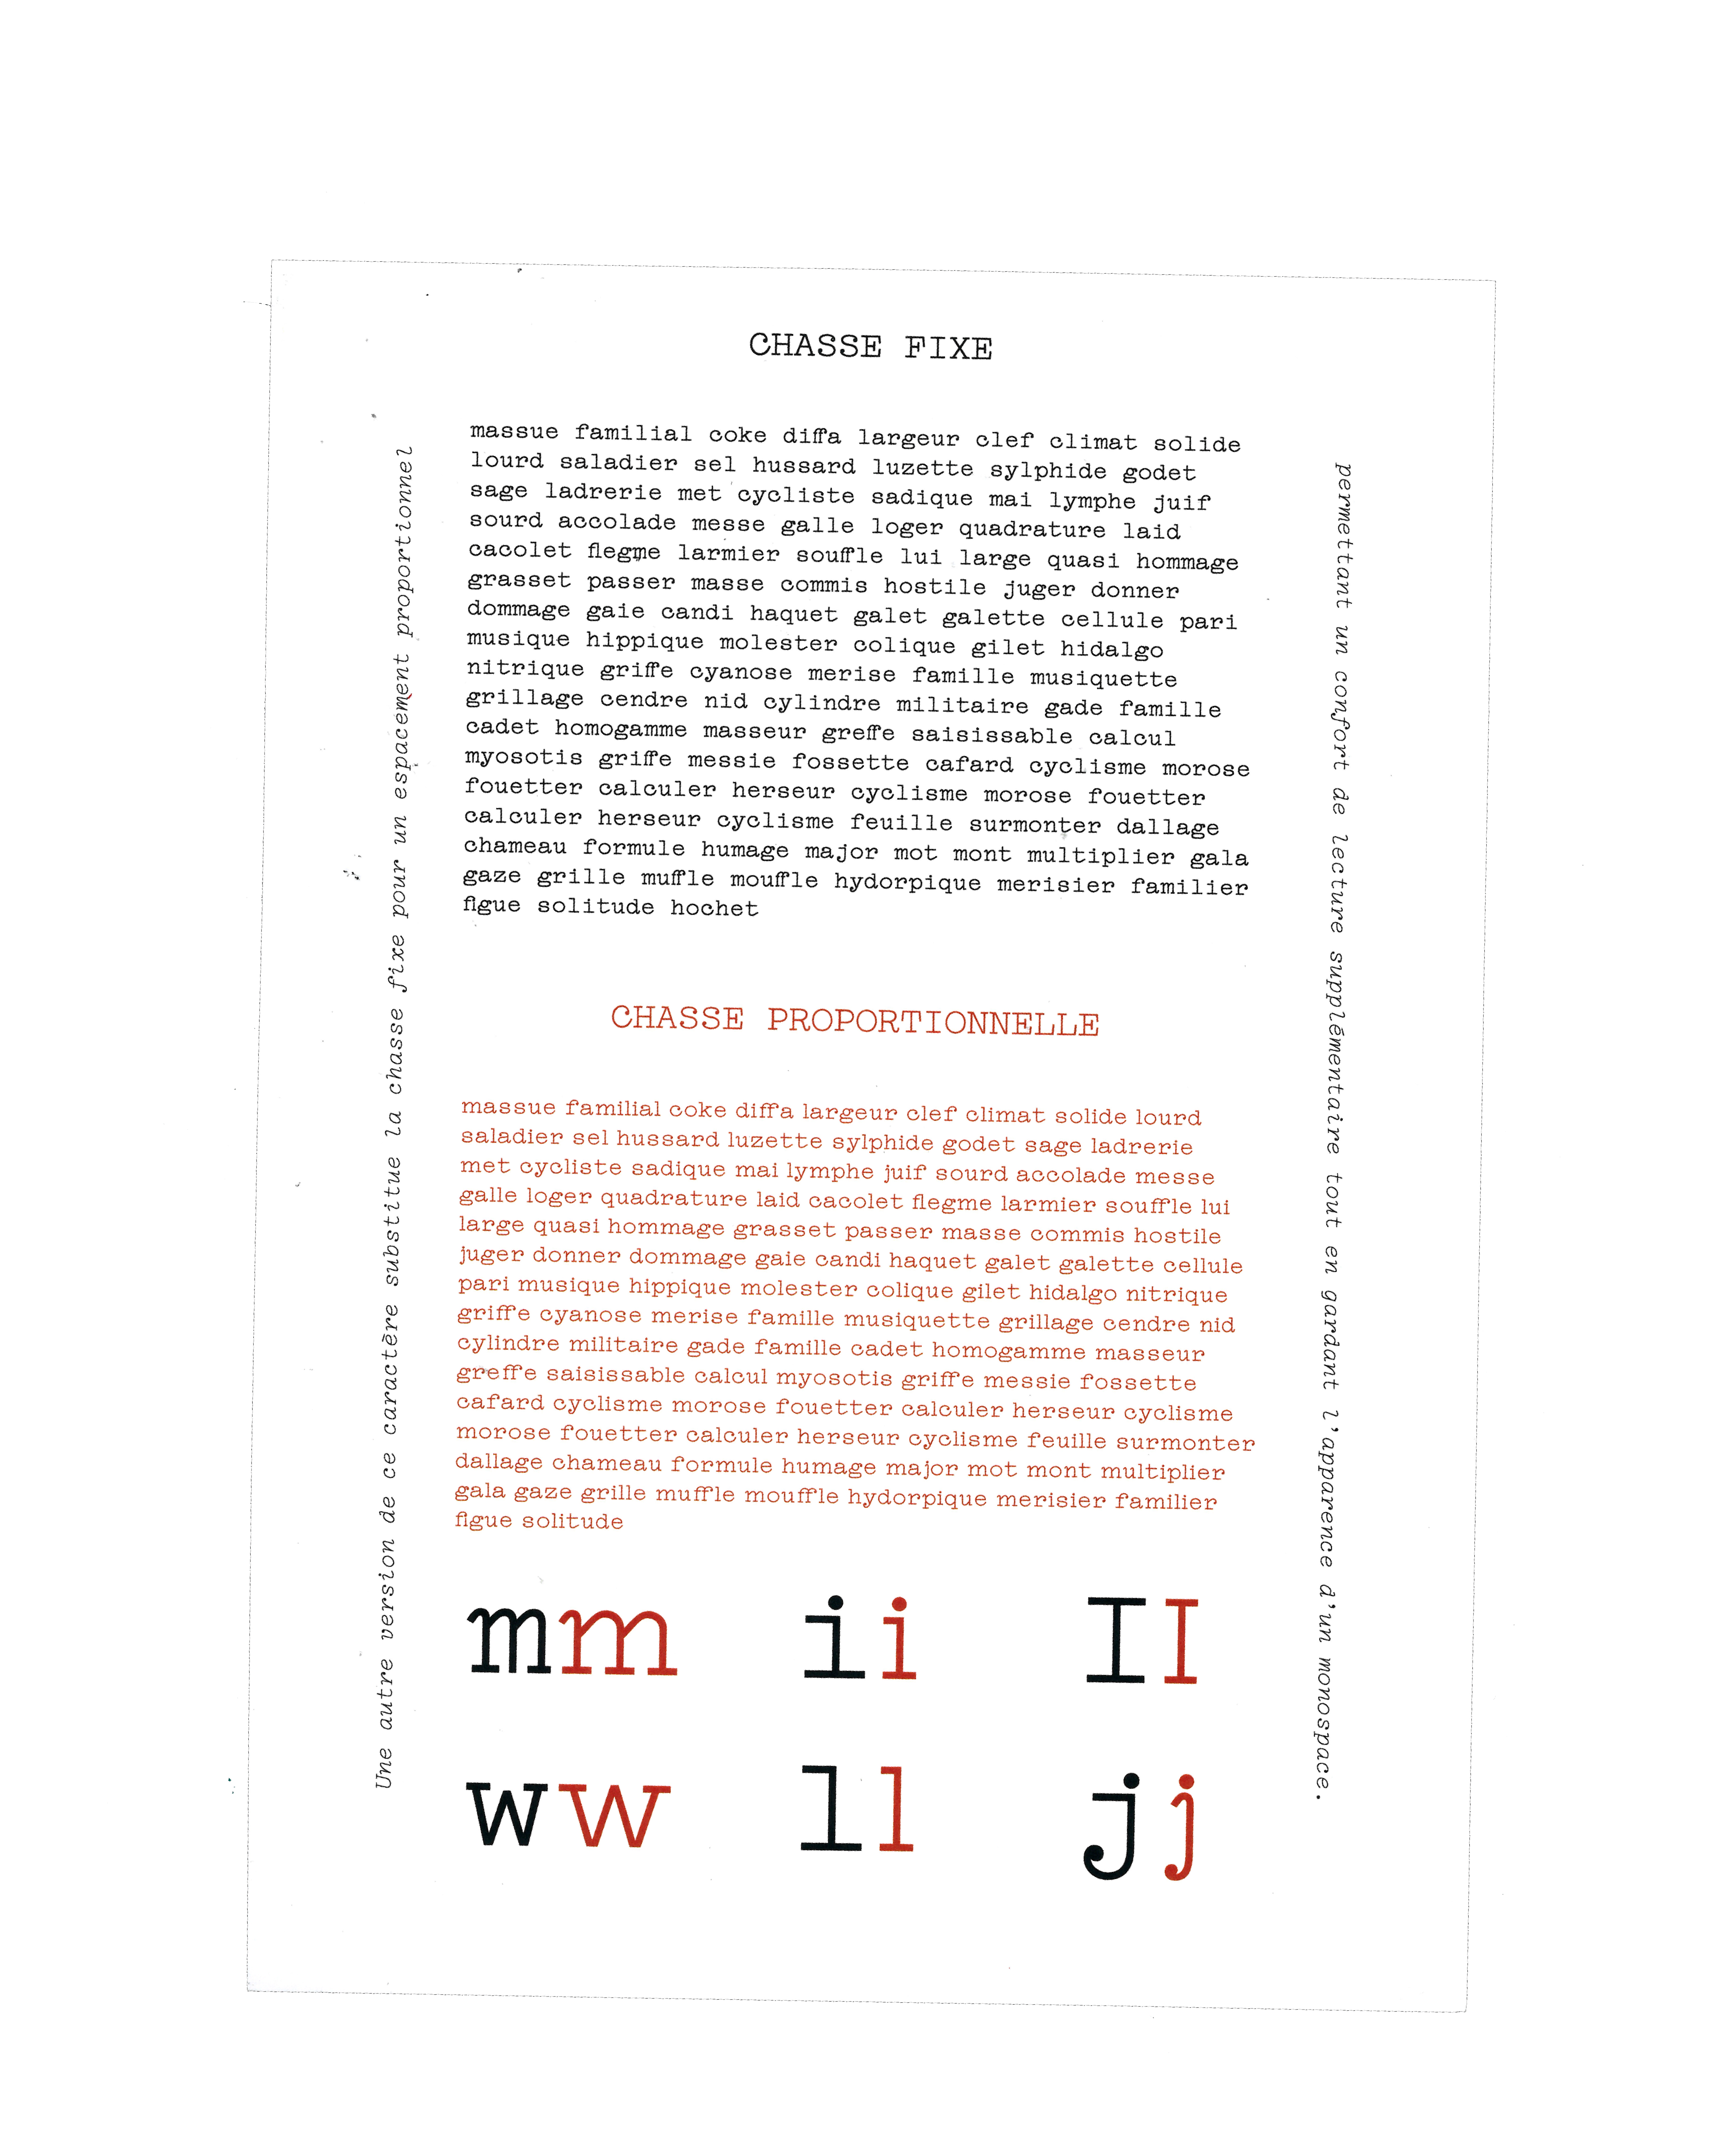 CHASSE FIXE
massue familial coke diffa largeur clef climat solide
lourd saladier sel hussard luzette sylphide godet
sage ladrerie met cycliste sadique mai lymphe juif
sourd accolade messe galle loger quadrature laid
cacolet flegme larmier souffle lui large quasi hommage
grasset passer masse commis hostile juger donner
dommage gaie candi haquet galet galette cellule pari
musique hippique molester colique gilet hidalgo
nitrique griffe cyanose merise famille musiquette
grillage cendre nid cylindre militaire gade famille
cadet homogamme masseur greffe saisissable calcul
myosotis griffe messie fossette cafard cyclisme morose
fouetter calculer herseur cyclisme morose fouetter
calculer herseur cyclisme feuille surmonter dallage
chameau formule humage major mot mont multiplier gala
gaze grille muffle mouffle hydorpique merisier familier
figue solitude hochet
CHASSE PROPORTIONNELLE
massue familial coke diffa largeur clef climat solide lourd
saladier sel hussard luzette sylphide godet sage ladrerie
met cycliste sadique mai lymphe juif sourd accolade messe
galle loger quadrature laid cacolet flegme larmier souffle lui
large quasi hommage grasset passer masse commis hostile
juger donner dommage gaie candi haquet galet galette cellule
pari musique hippique molester colique gilet hidalgo nitrique
griffe cyanose merise famille musiquette grillage cendre nid
cylindre militaire gade famille cadet homogamme masseur
greffe saisissable calcul myosotis griffe messie fossette
cafard cyclisme morose fouetter calculer herseur cyclisme
morose fouetter calculer herseur cyclisme feuille surmonter
dallage chameau formule humage major mot mont multiplier
gala gaze grille muffle mouffle hydorpique merisier familier
figue solitude
mm ii II
ww ll jj
Une autre version de ce caractère substitue la chasse fixe pour un espacement proportionnel
permettant un confort de lecture supplémentaire tout en gardant l'apparence d'un monospace.